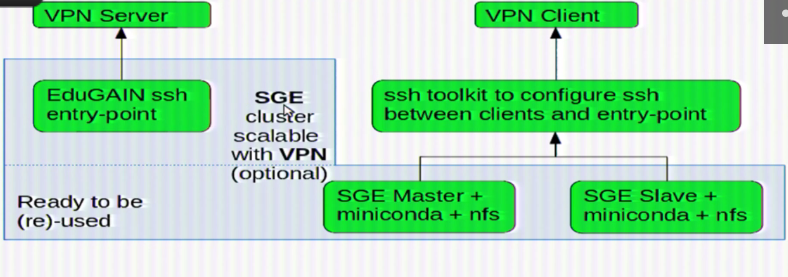 VPN Server
VPN Client
EduGAIN ssh
entry-point
SGE
cluster
scalable
with VPN
(optional)
ssh toolkit to configure ssh
between clients and entry-point
Ready to be
(re)-used
SGE Master +
miniconda + nfs
SGE Slave +
miniconda + nfs